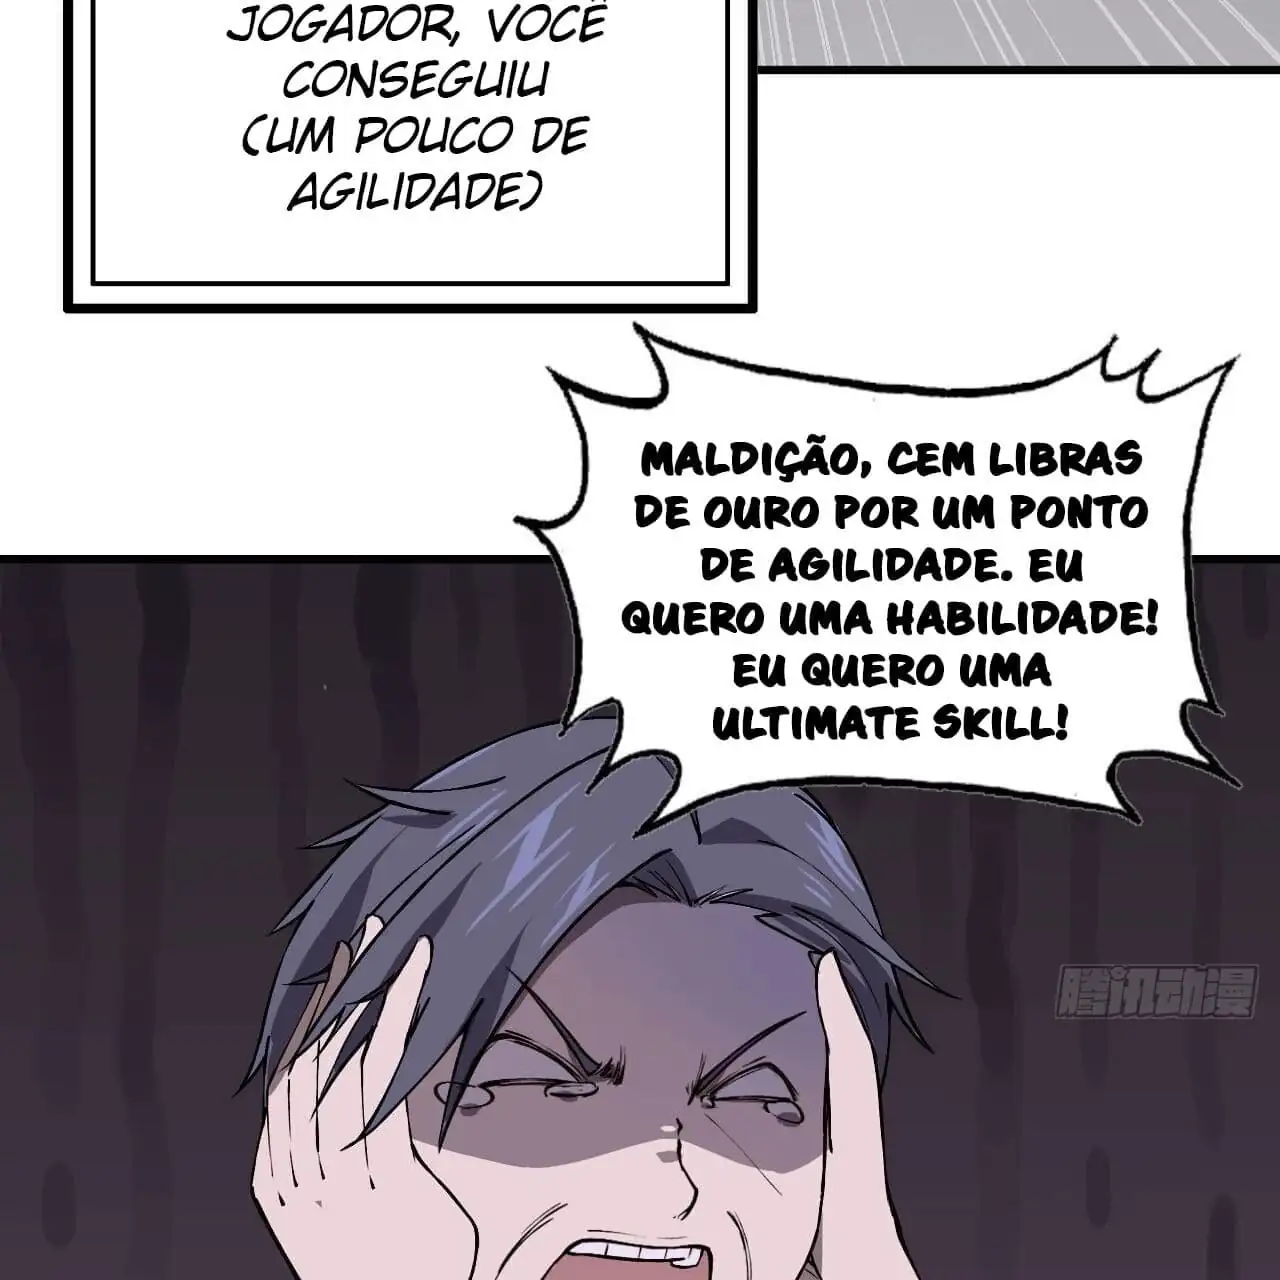 JOGADOR, VOCÊ
CONSEGUIU
(UM POUCO DE
AGILIDADE)
MALDIÇÃO, CEM LIBRAS
DE OURO POR UM PONTO
DE AGILIDADE. EU
QUERO UMA HABILIDADE!
EU QUERO UMA
ULTIMATE SKILL!
腾讯动漫